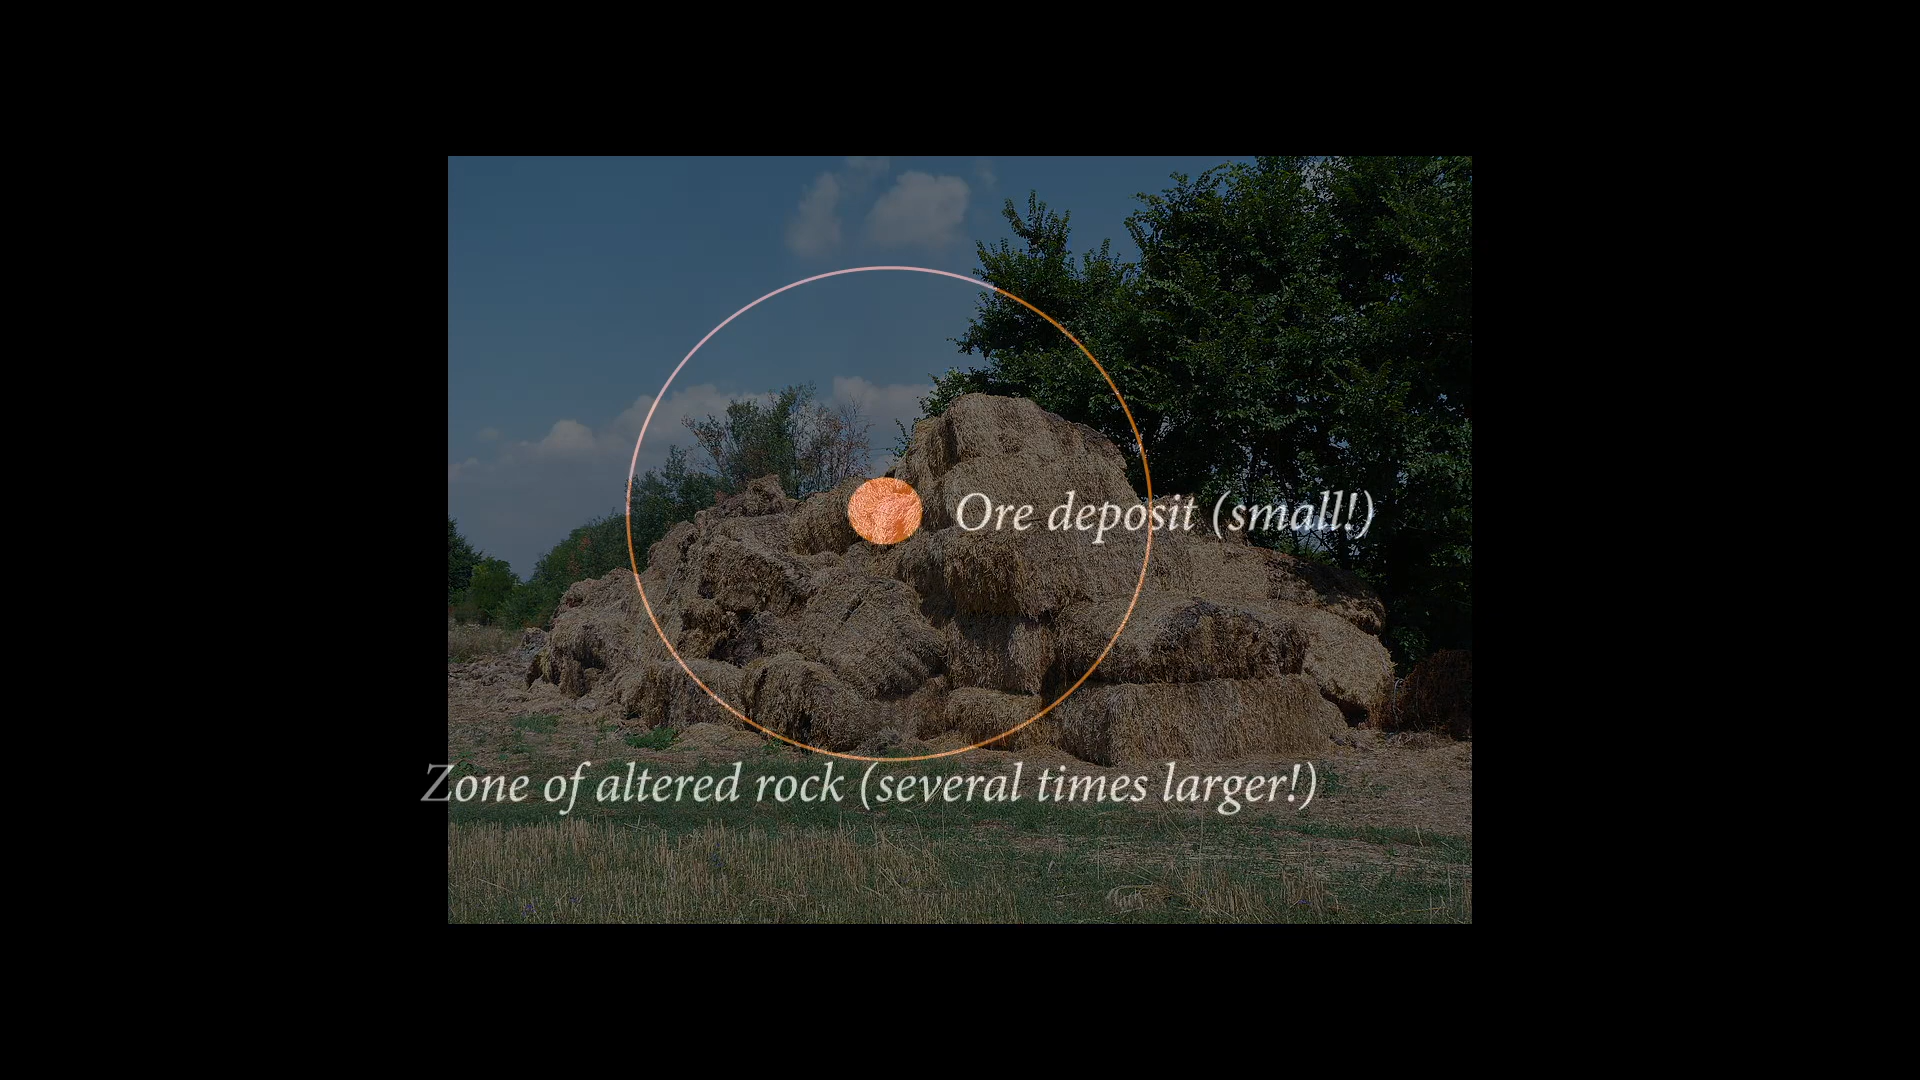 Ore deposit (small!)
Zone of altered rock (several times larger!)